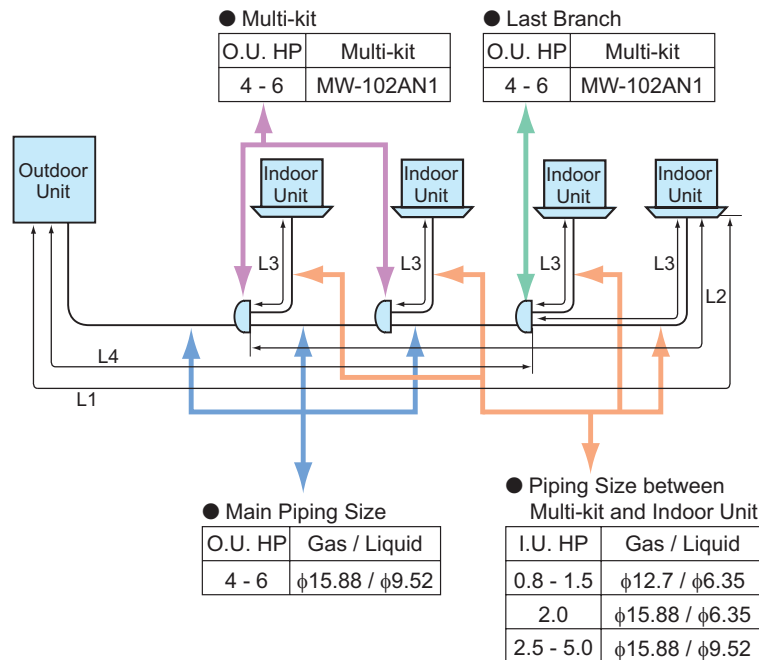 ● Multi-kit
O.U. HP Multi-kit
4 - 6 MW-102AN1
● Last Branch
O.U. HP Multi-kit
4 - 6 MW-102AN1
Outdoor
Unit
Indoor
Unit
Indoor
Unit
Indoor
Unit
Indoor
Unit
L3
L3
L3
L3
L2
L4
L1
● Main Piping Size
O.U. HP Gas / Liquid
4 - 6 ϕ15.88 / ϕ9.52
● Piping Size between
Multi-kit and Indoor Unit
I.U. HP Gas / Liquid
0.8 - 1.5 ϕ12.7 / ϕ6.35
2.0 ϕ15.88 / ϕ6.35
2.5 - 5.0 ϕ15.88 / ϕ9.52